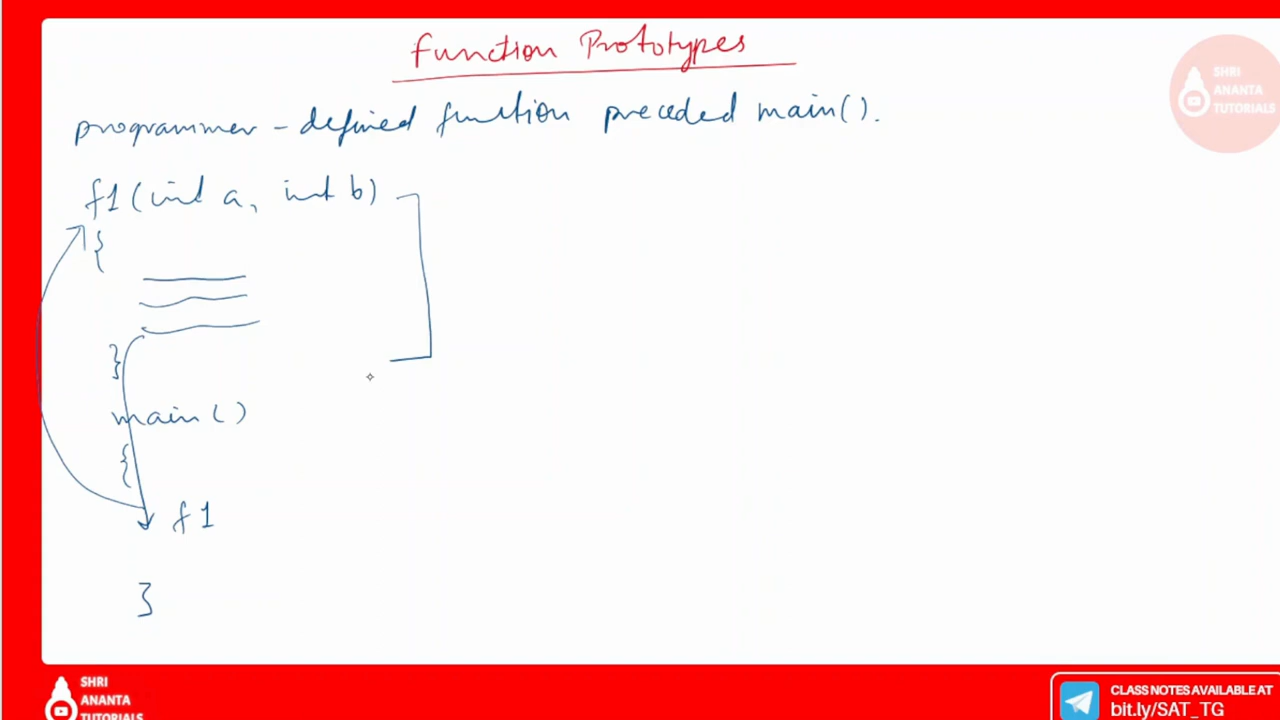 Function Prototypes
SHRI
ANANTA
TUTORIALS
programmer - defined function preceded main().
f1(int a, int b)
{
}
main()
{
f1
}
SHRI
ANANTA
TUTORIALS
CLASS NOTES AVAILABLE AT
bit.ly/SAT_TG